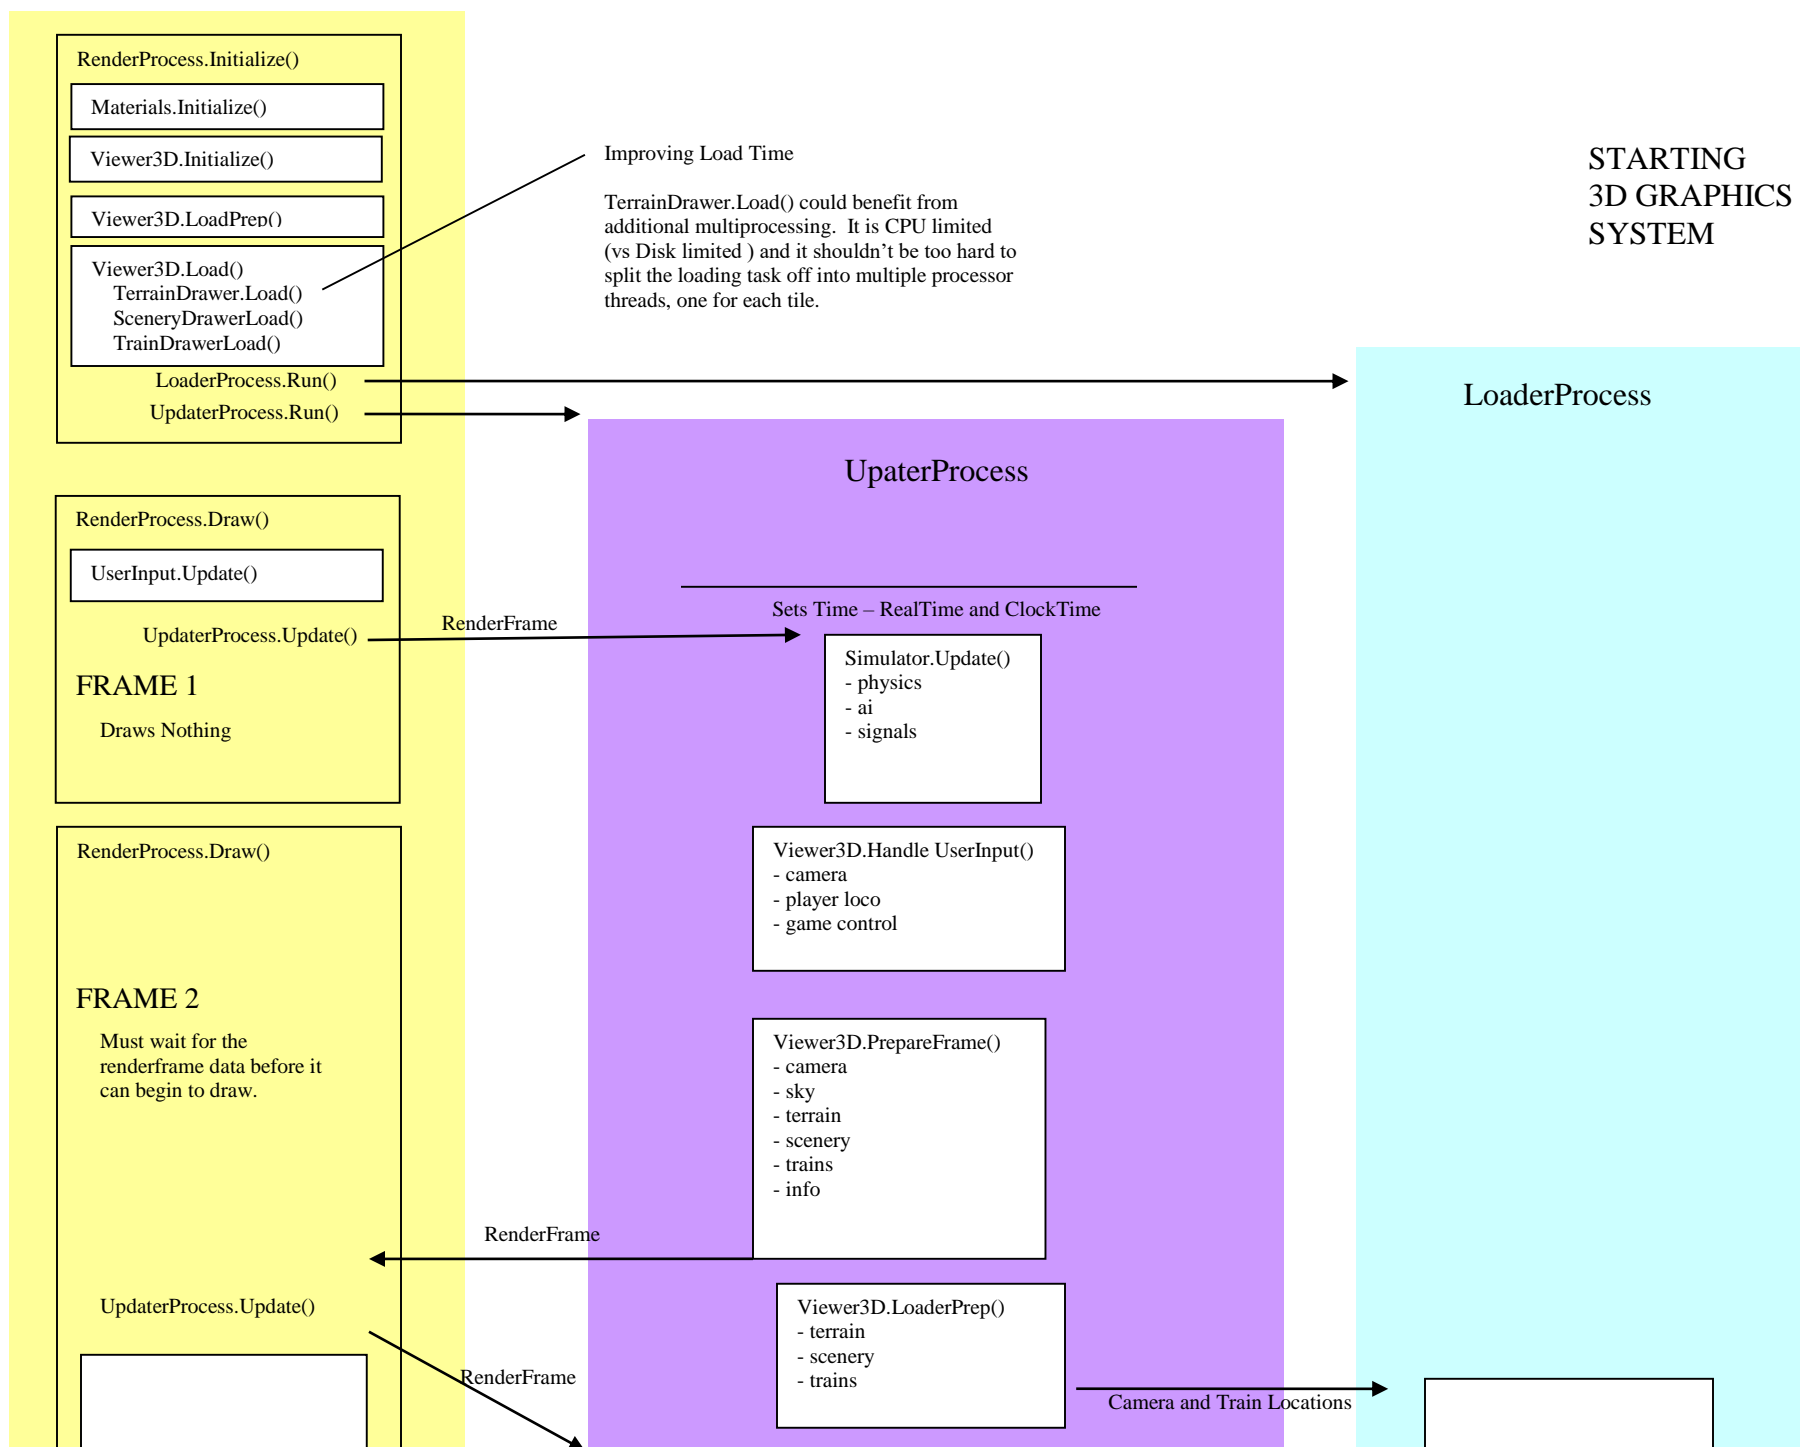 RenderProcess.Initialize()
Materials.Initialize()
Viewer3D.Initialize()
Viewer3D.LoadPrep()
Viewer3D.Load()
TerrainDrawer.Load()
SceneryDrawerLoad()
TrainDrawerLoad()
LoaderProcess.Run()
UpdaterProcess.Run()
Improving Load Time
TerrainDrawer.Load() could benefit from
additional multiprocessing.  It is CPU limited
(vs Disk limited ) and it shouldn’t be too hard to
split the loading task off into multiple processor
threads, one for each tile.
STARTING
3D GRAPHICS
SYSTEM
LoaderProcess
UpaterProcess
RenderProcess.Draw()
UserInput.Update()
UpdaterProcess.Update()
FRAME 1
Draws Nothing
RenderFrame
Sets Time – RealTime and ClockTime
Simulator.Update()
- physics
- ai
- signals
RenderProcess.Draw()
FRAME 2
Must wait for the
renderframe data before it
can begin to draw.
Viewer3D.Handle UserInput()
- camera
- player loco
- game control
Viewer3D.PrepareFrame()
- camera
- sky
- terrain
- scenery
- trains
- info
RenderFrame
UpdaterProcess.Update()
RenderFrame
Viewer3D.LoaderPrep()
- terrain
- scenery
- trains
Camera and Train Locations